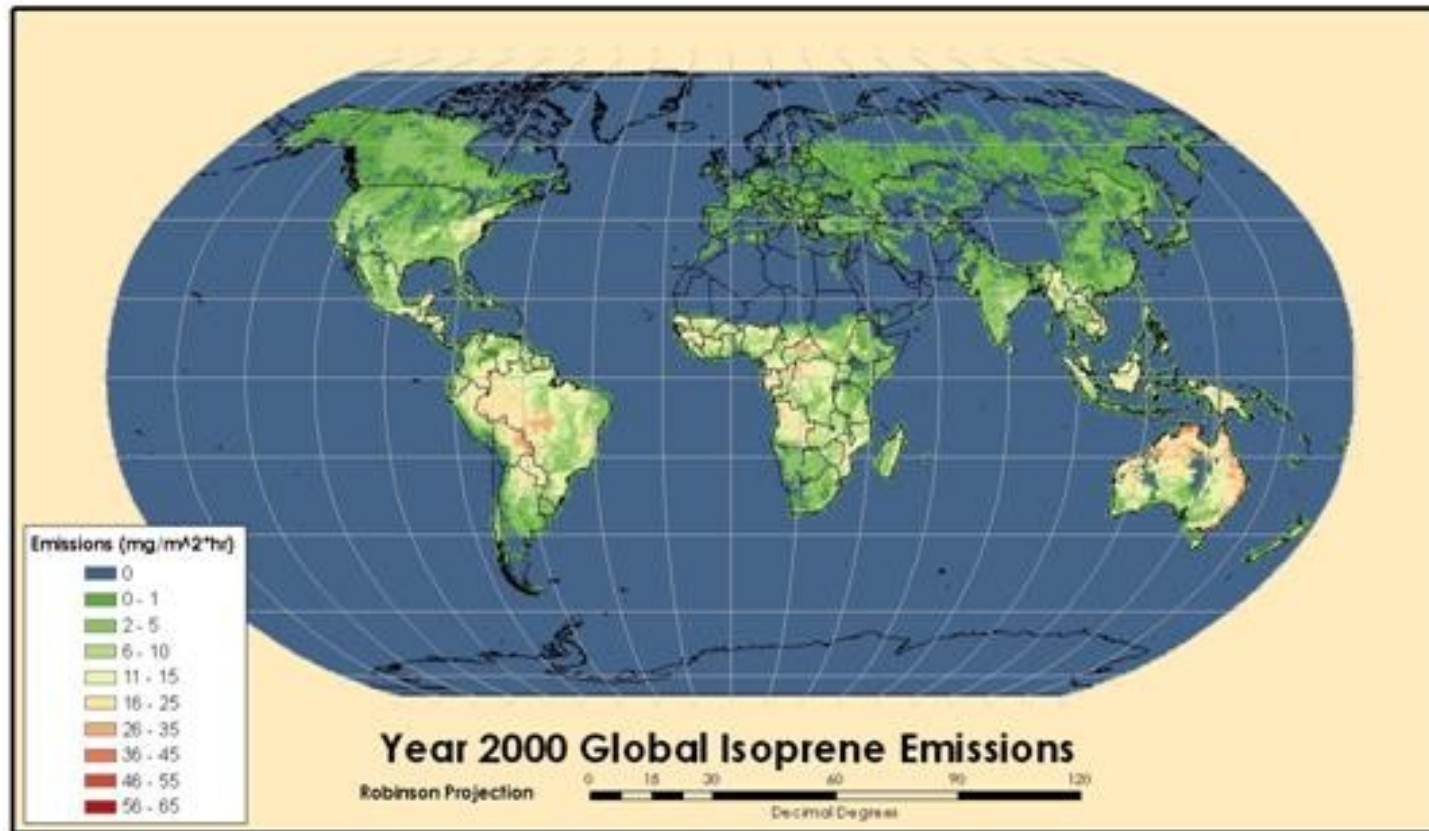 Emissions (mg/m^2*hr)
0
0 - 1
2 - 5
6 - 10
11 - 15
16 - 25
26 - 35
36 - 45
46 - 55
56 - 65
Year 2000 Global Isoprene Emissions
Robinson Projection
0 15 30 60 90 120
Decimal Degrees